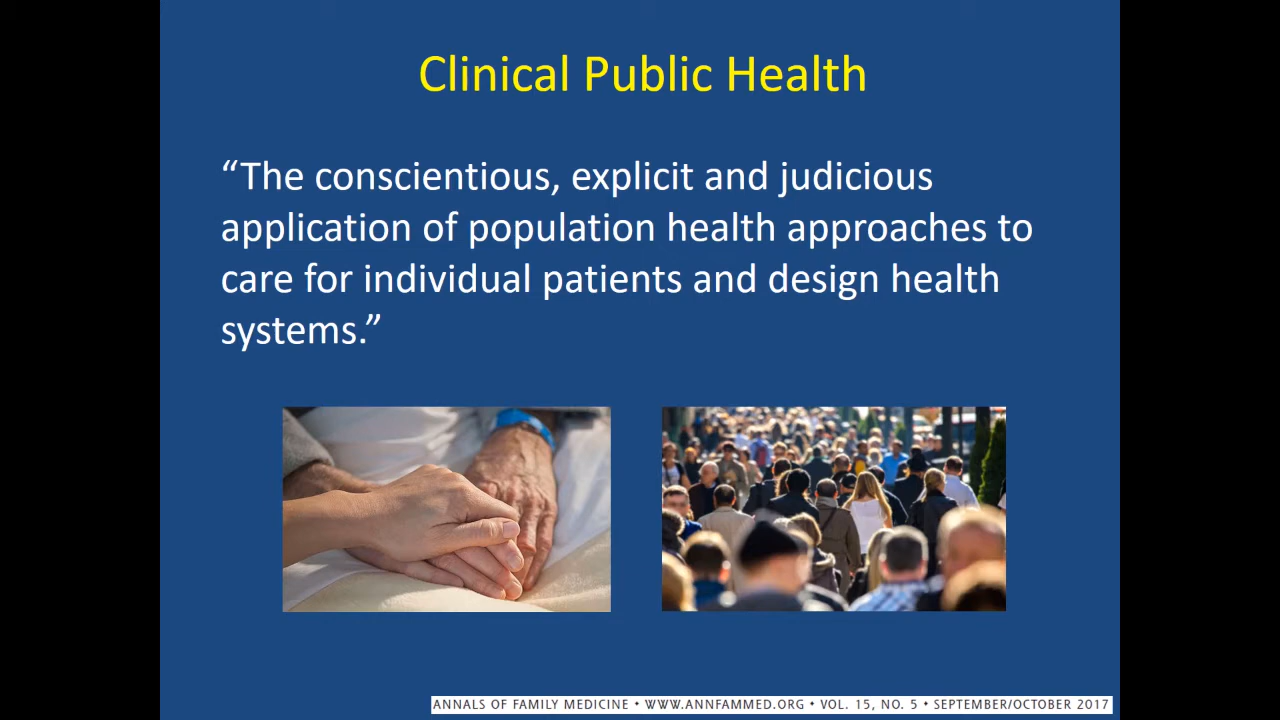 Clinical Public Health
“The conscientious, explicit and judicious
application of population health approaches to
care for individual patients and design health
systems.”
ANNALS OF FAMILY MEDICINE • WWW.ANNFAMMED.ORG • VOL. 15, NO. 5 • SEPTEMBER/OCTOBER 2017